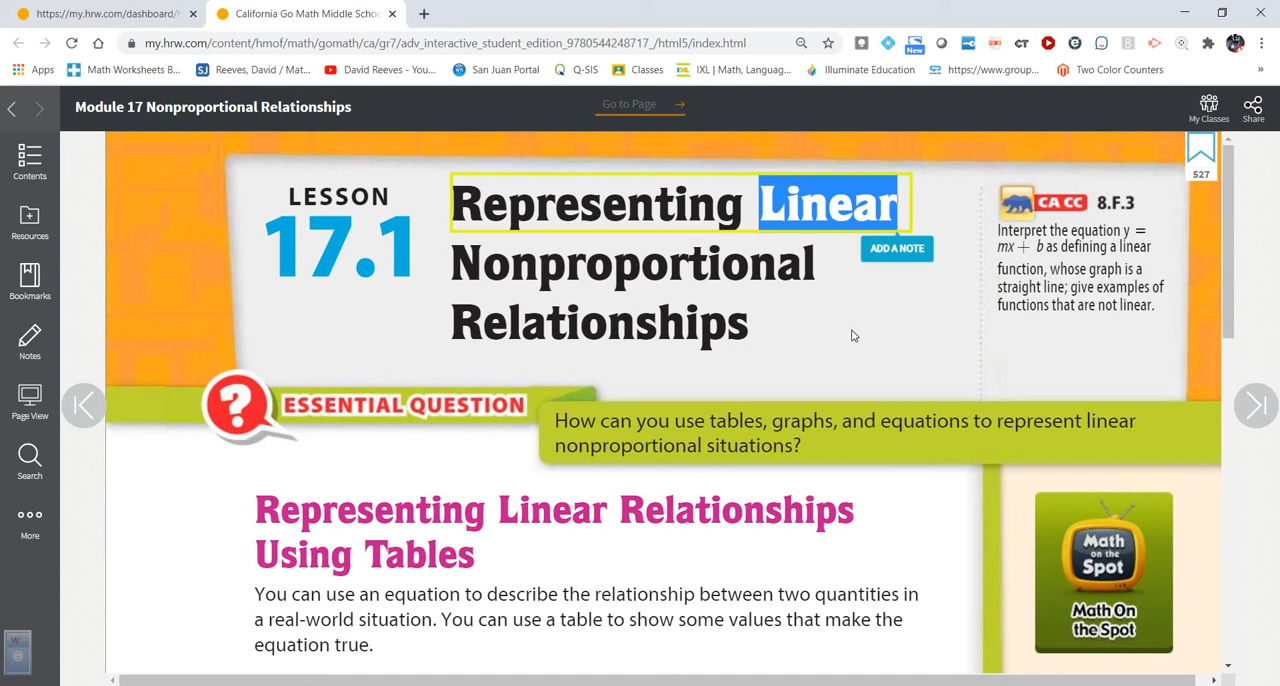 https://my.hrw.com/dashboard/h
California Go Math Middle Schoo
my.hrw.com/content/hmof/math/gomath/ca/gr7/adv_interactive_student_edition_9780544248717_/html5/index.html
New
CT
Apps
Math Worksheets B...
Reeves, David / Mat...
David Reeves - You...
San Juan Portal
Q-SIS
Classes
IXL | Math, Languag...
Illuminate Education
https://www.group...
Two Color Counters
Module 17 Nonproportional Relationships
Go to Page
My Classes
Share
Contents
Resources
Bookmarks
Notes
Page View
Search
More
527
LESSON
17.1
Representing Linear
Nonproportional
Relationships
ADD A NOTE
CA CC 8.F.3
Interpret the equation y =
mx + b as defining a linear
function, whose graph is a
straight line; give examples of
functions that are not linear.
? ESSENTIAL QUESTION
How can you use tables, graphs, and equations to represent linear
nonproportional situations?
Representing Linear Relationships
Using Tables
You can use an equation to describe the relationship between two quantities in
a real-world situation. You can use a table to show some values that make the
equation true.
Math
on the
Spot
Math On
the Spot
W